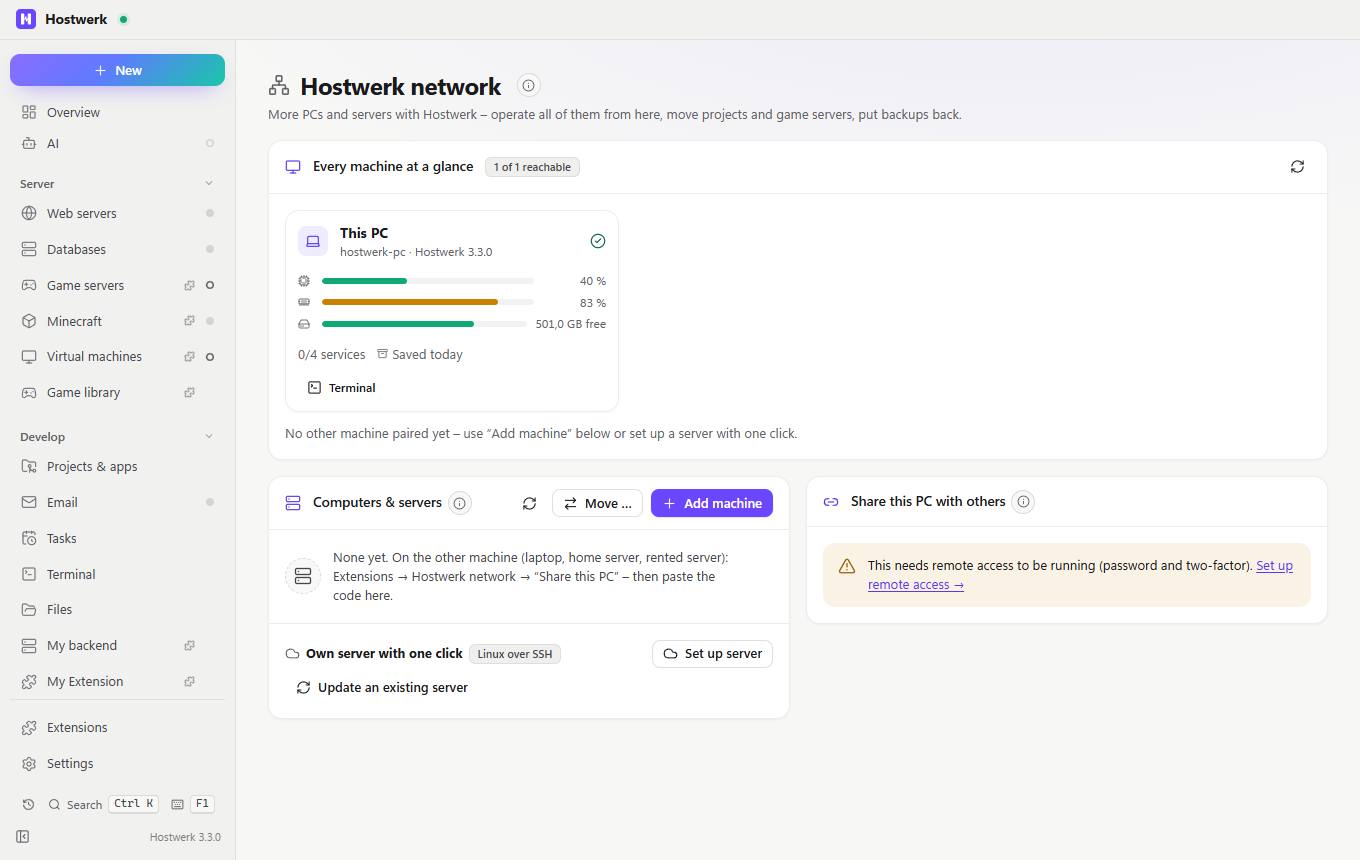 Hostwerk
New
Overview
AI
Server
Web servers
Databases
Game servers
Minecraft
Virtual machines
Game library
Develop
Projects & apps
Email
Tasks
Terminal
Files
My backend
My Extension
Extensions
Settings
Search Ctrl K F1
Hostwerk 3.3.0
Hostwerk network
More PCs and servers with Hostwerk – operate all of them from here, move projects and game servers, put backups back.
Every machine at a glance 1 of 1 reachable
This PC
hostwerk-pc · Hostwerk 3.3.0
40 %
83 %
501,0 GB free
0/4 services Saved today
Terminal
No other machine paired yet – use “Add machine” below or set up a server with one click.
Computers & servers Move ... Add machine
None yet. On the other machine (laptop, home server, rented server):
Extensions → Hostwerk network → “Share this PC” – then paste the
code here.
Own server with one click Linux over SSH Set up server
Update an existing server
Share this PC with others
This needs remote access to be running (password and two-factor). Set up
remote access →